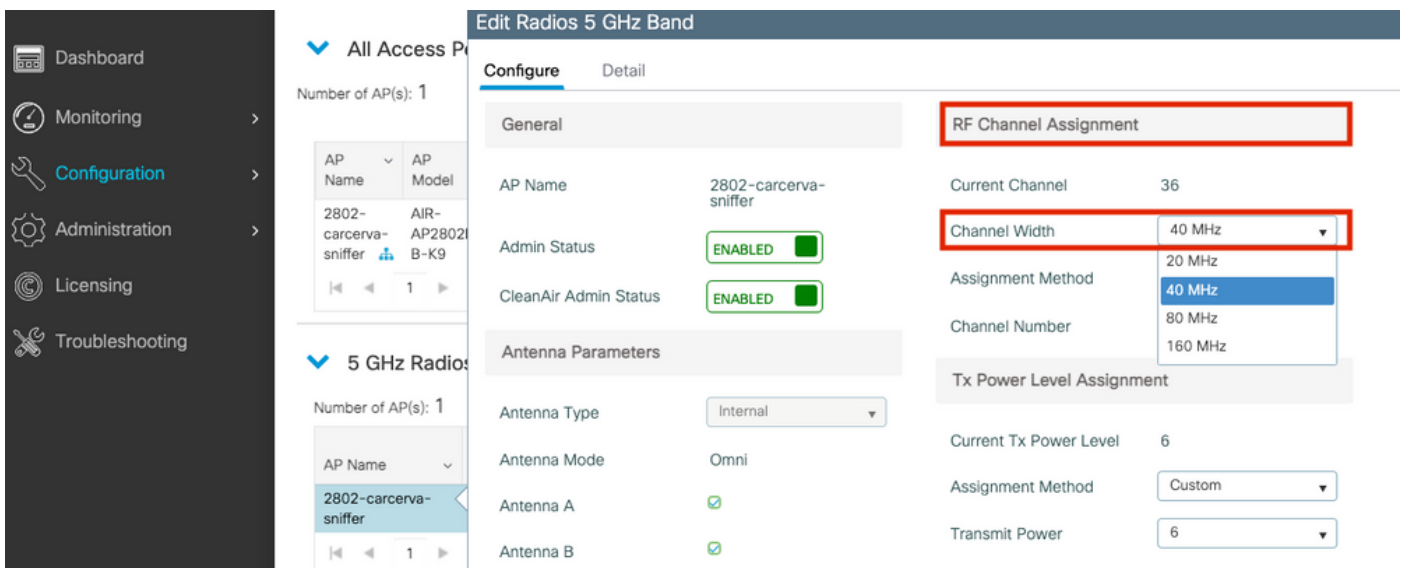 Dashboard
Monitoring
Configuration
Administration
Licensing
Troubleshooting
All Access
Number of AP(s): 1
AP Name
AP Model
2802-carcerva-sniffer
AIR-AP2802
B-K9
1
5 GHz Radios
Number of AP(s): 1
AP Name
2802-carcerva-
sniffer
1
Edit Radios 5 GHz Band
Configure Detail
General
AP Name 2802-carcerva-
sniffer
Admin Status ENABLED
CleanAir Admin Status ENABLED
Antenna Parameters
Antenna Type Internal
Antenna Mode Omni
Antenna A
Antenna B
RF Channel Assignment
Current Channel 36
Channel Width 40 MHz
20 MHz
40 MHz
80 MHz
160 MHz
Assignment Method
Channel Number
Tx Power Level Assignment
Current Tx Power Level 6
Assignment Method Custom
Transmit Power 6